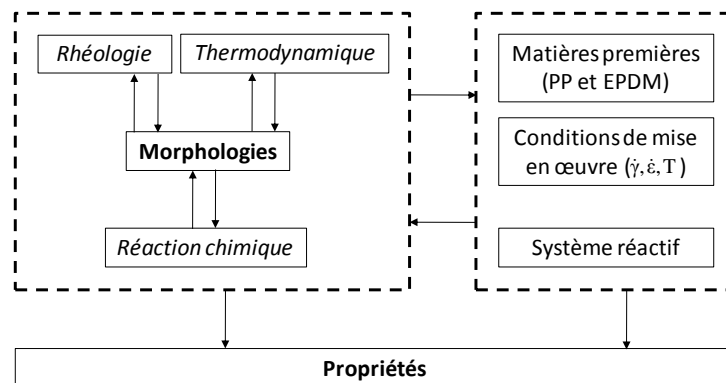 Rhéologie
Thermodynamique
Morphologies
Réaction chimique
Matières premières
(PP et EPDM)
Conditions de mise
en œuvre (γ̇, ε̇, T)
Système réactif
Propriétés